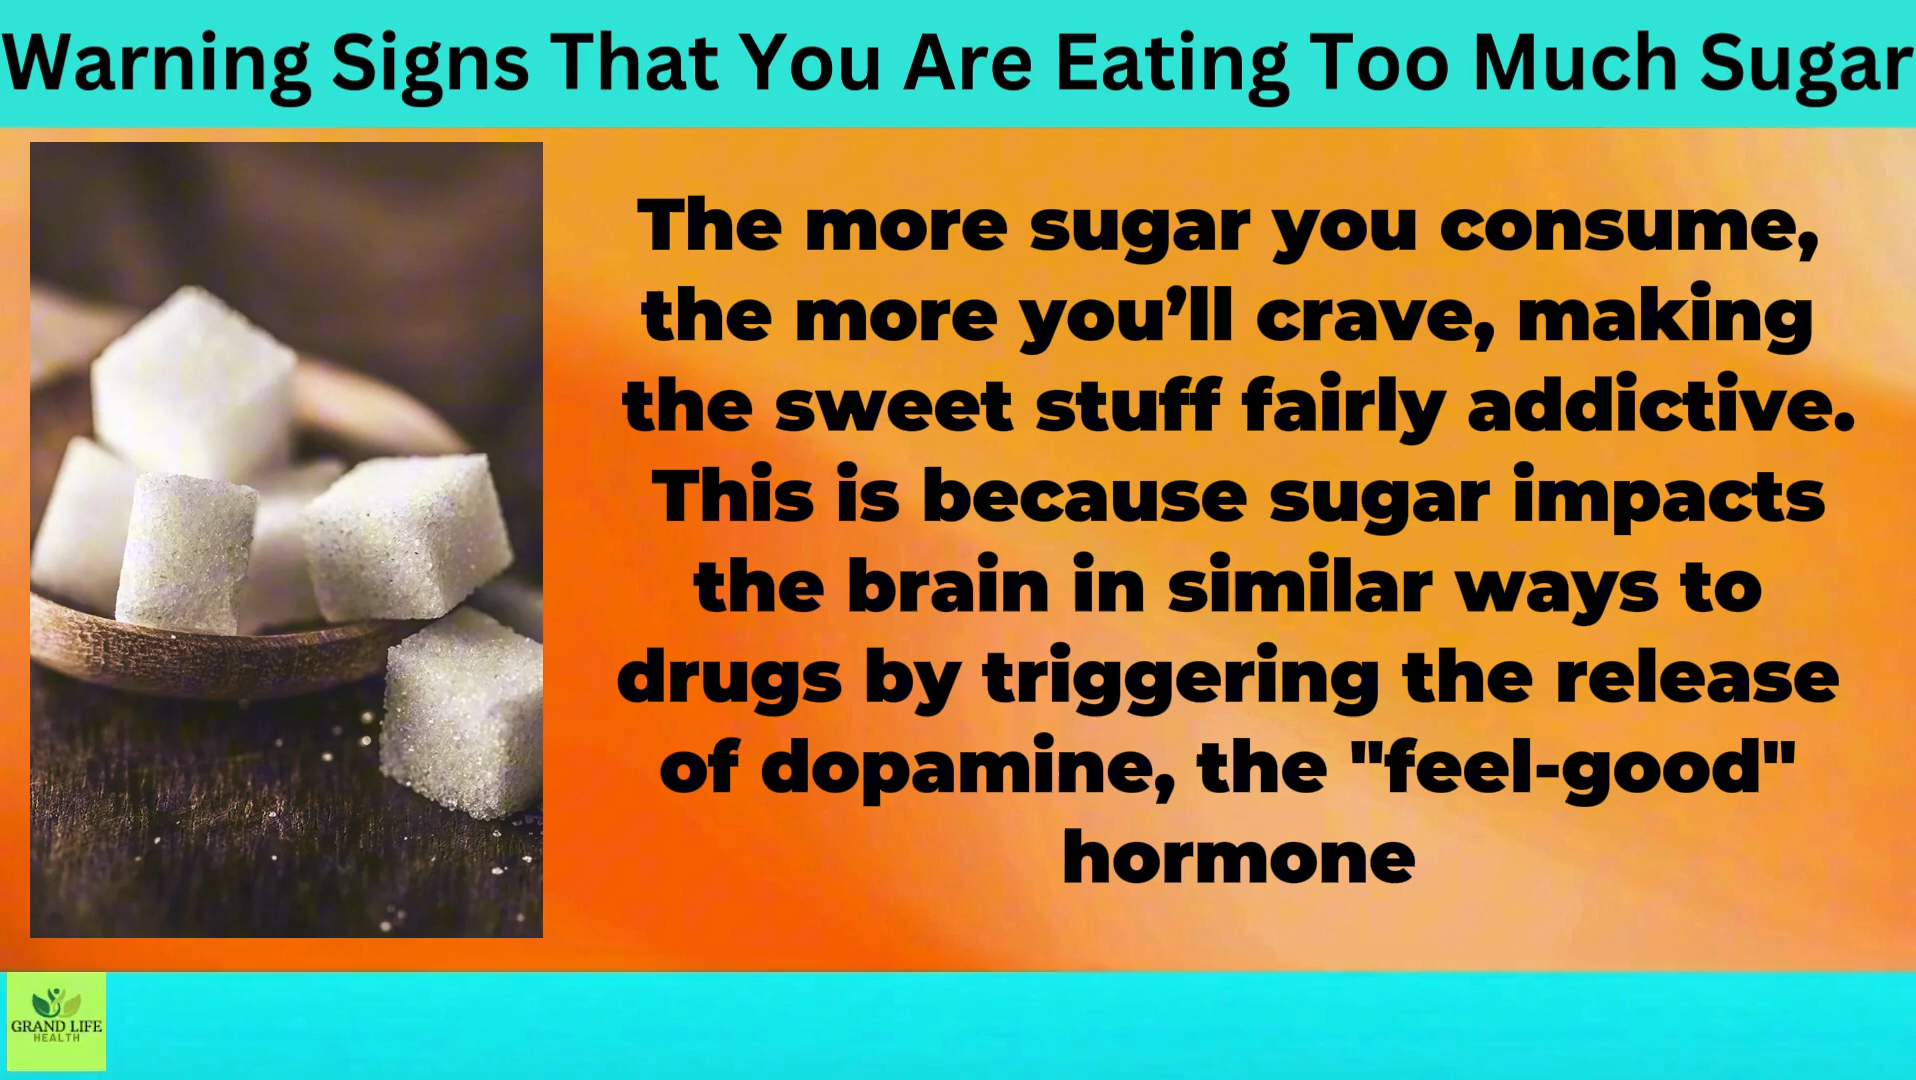 Warning Signs That You Are Eating Too Much Sugar
The more sugar you consume,
the more you’ll crave, making
the sweet stuff fairly addictive.
This is because sugar impacts
the brain in similar ways to
drugs by triggering the release
of dopamine, the "feel-good"
hormone
GRAND LIFE
HEALTH